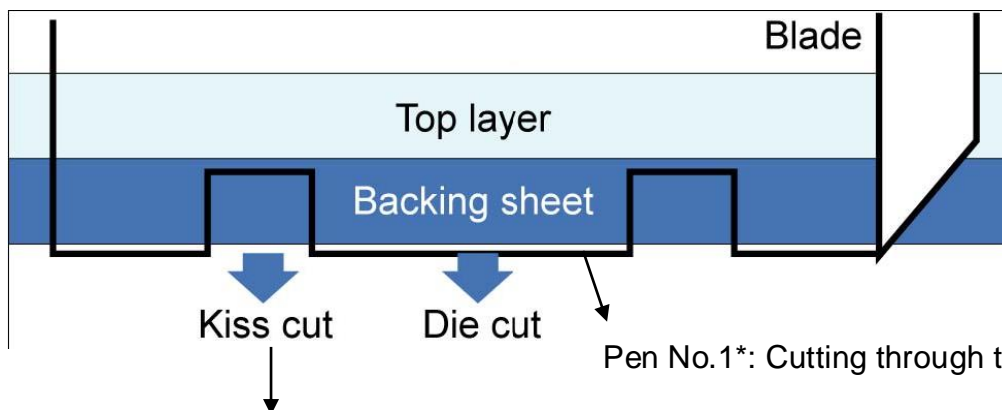 Blade
Top layer
Backing sheet
Kiss cut
Die cut
Pen No.1*: Cutting through t